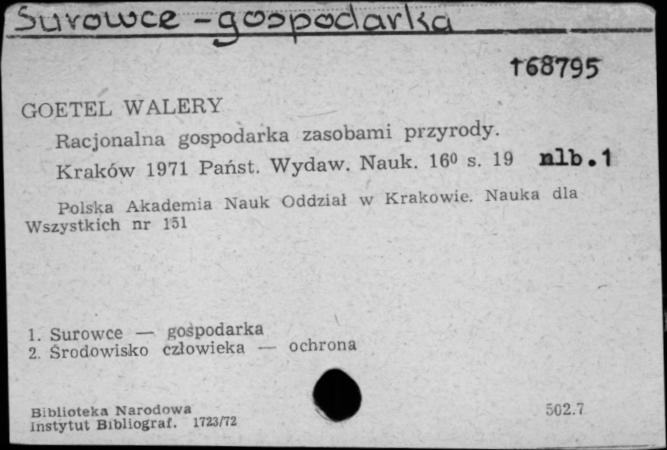 Surowce - gospodarka
168795
GOETEL WALERY
Racjonalna gospodarka zasobami przyrody.
Kraków 1971 Państ. Wydaw. Nauk. 16⁰ s. 19 nlb.1
Polska Akademia Nauk Oddział w Krakowie. Nauka dla
Wszystkich nr 151
1. Surowce — gospodarka
2. Środowisko człowieka — ochrona
Biblioteka Narodowa
Instytut Bibliograf. 1723/72
502.7